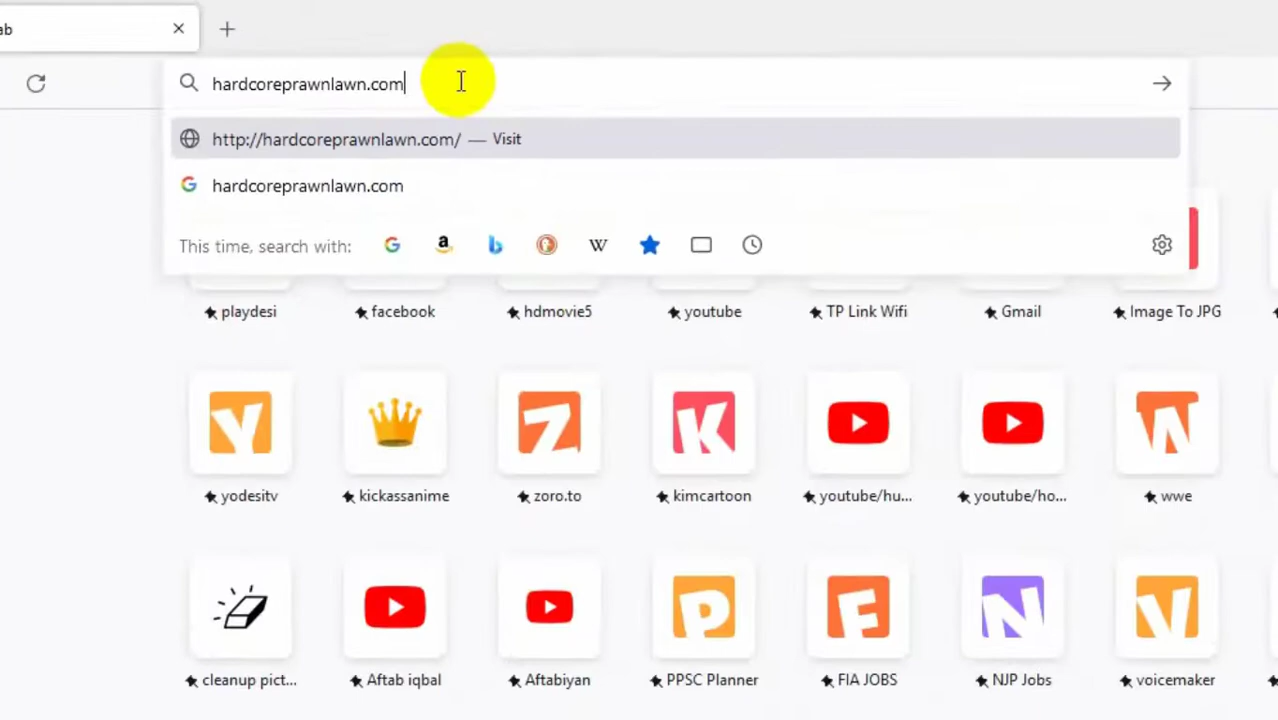 ab
hardcoreprawnlawn.com
http://hardcoreprawnlawn.com/ — Visit
hardcoreprawnlawn.com
This time, search with:
playdesi facebook hdmovie5 youtube TP Link Wifi Gmail Image To JPG
Y Z K W
yodesitv kickassanime zoro.to kimcartoon youtube/hu... youtube/ho... wwe
P F N V
cleanup pict... Aftab iqbal Aftabiyan PPSC Planner FIA JOBS NJP Jobs voicemaker